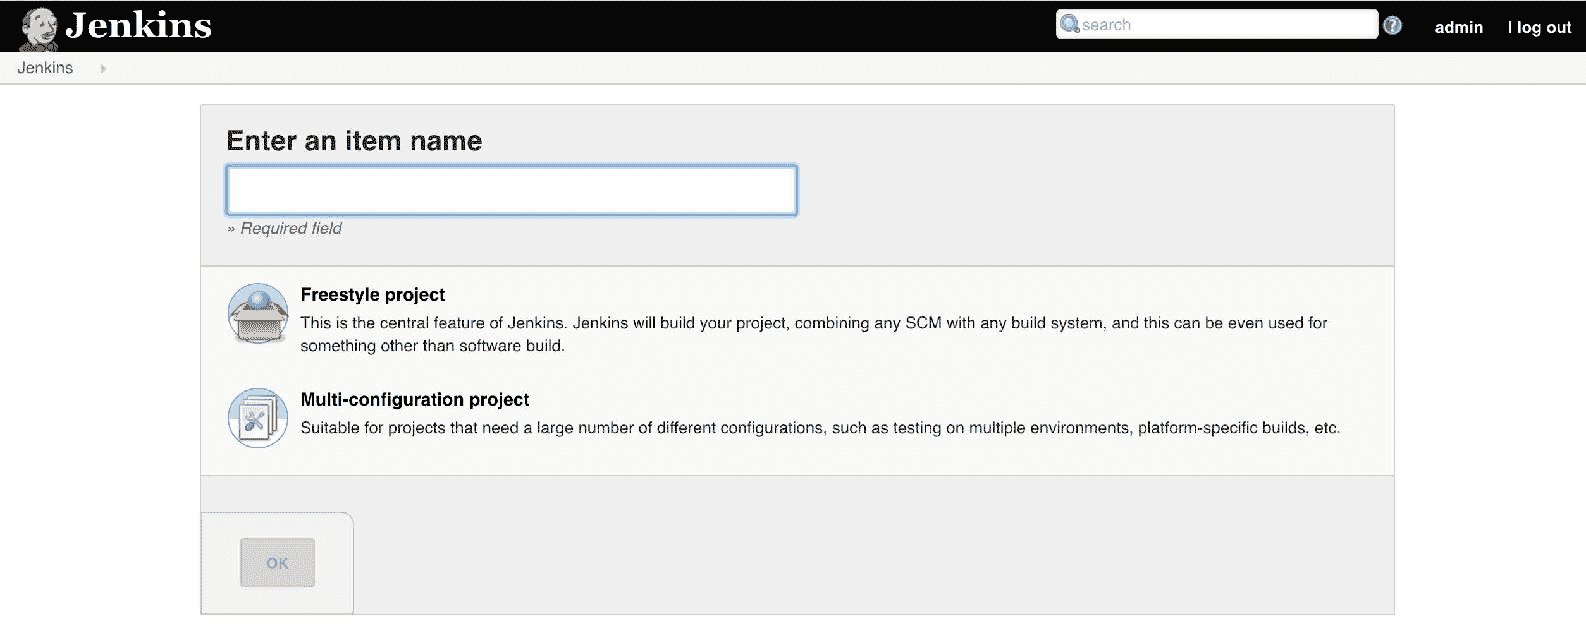 Jenkins
search
admin
l log out
Jenkins
Enter an item name
» Required field
Freestyle project
This is the central feature of Jenkins. Jenkins will build your project, combining any SCM with any build system, and this can be even used for
something other than software build.
Multi-configuration project
Suitable for projects that need a large number of different configurations, such as testing on multiple environments, platform-specific builds, etc.
OK